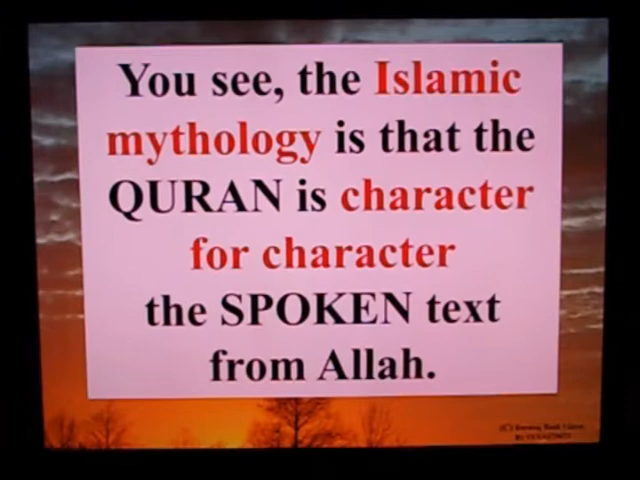 You see, the Islamic
mythology is that the
QURAN is character
for character
the SPOKEN text
from Allah.